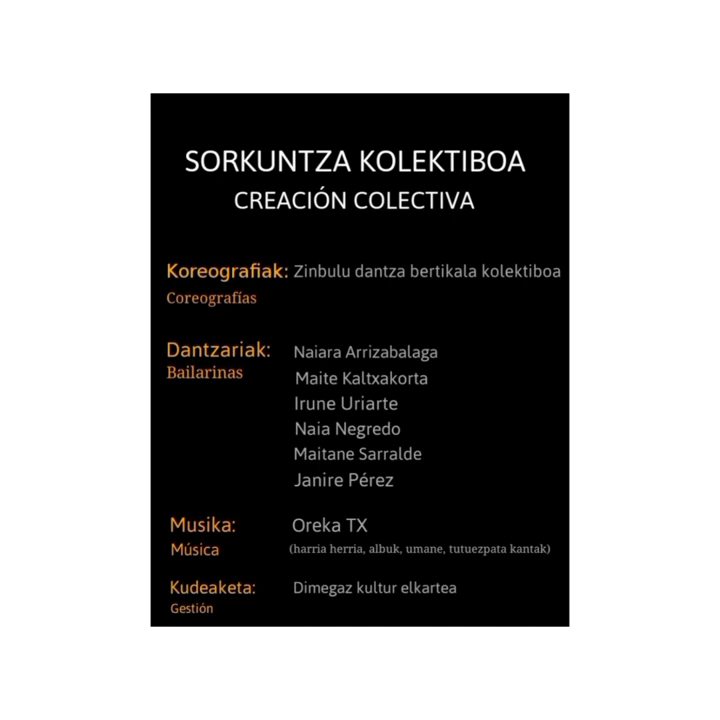 SORKUNTZA KOLEKTIBOA
CREACIÓN COLECTIVA
Koreografiak: Zinbulu dantza bertikala kolektiboa
Coreografías
Dantzariak: Naiara Arrizabalaga
Bailarinas
Maite Kaltxakorta
Irune Uriarte
Naia Negredo
Maitane Sarralde
Janire Pérez
Musika: Oreka TX
Música (harria herria, albuk, umane, tutuezpata kantak)
Kudeaketa: Dimegaz kultur elkartea
Gestión